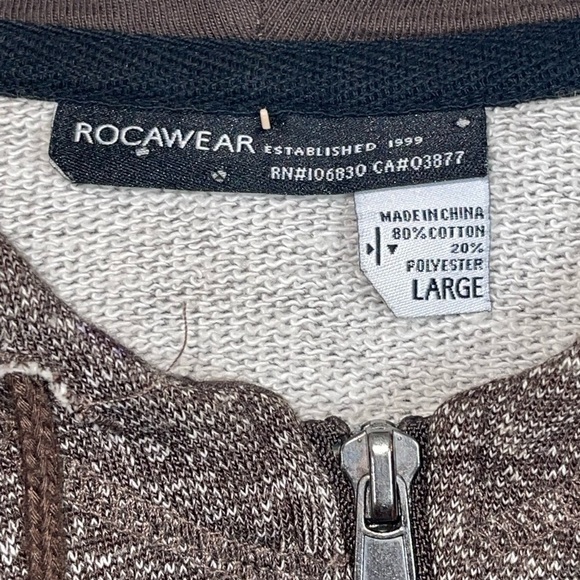 ROCAWEAR ESTABLISHED 1999
RN#106830 CA#03877
MADE IN CHINA
80% COTTON
20%
POLYESTER
LARGE